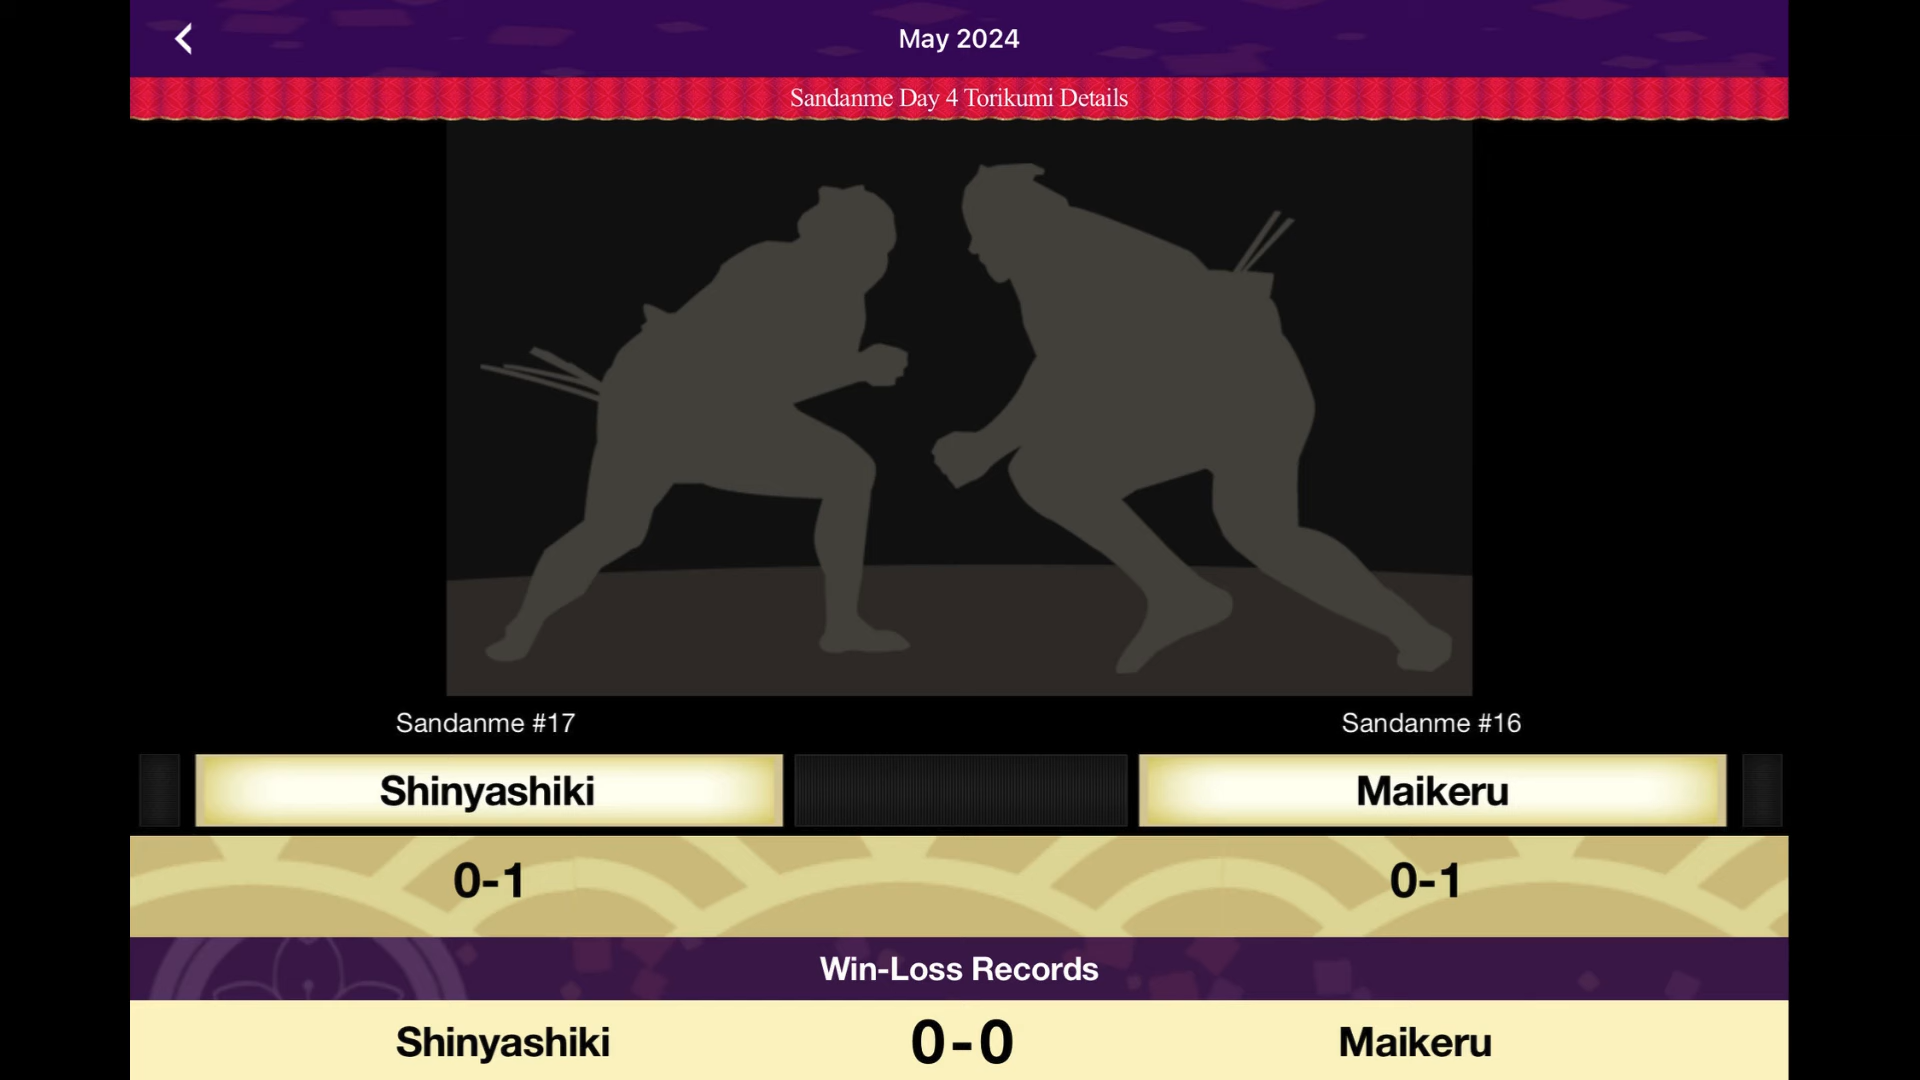 May 2024
Sandanme Day 4 Torikumi Details
Sandanme #17
Sandanme #16
Shinyashiki
Maikeru
0-1
0-1
Win-Loss Records
Shinyashiki
0-0
Maikeru